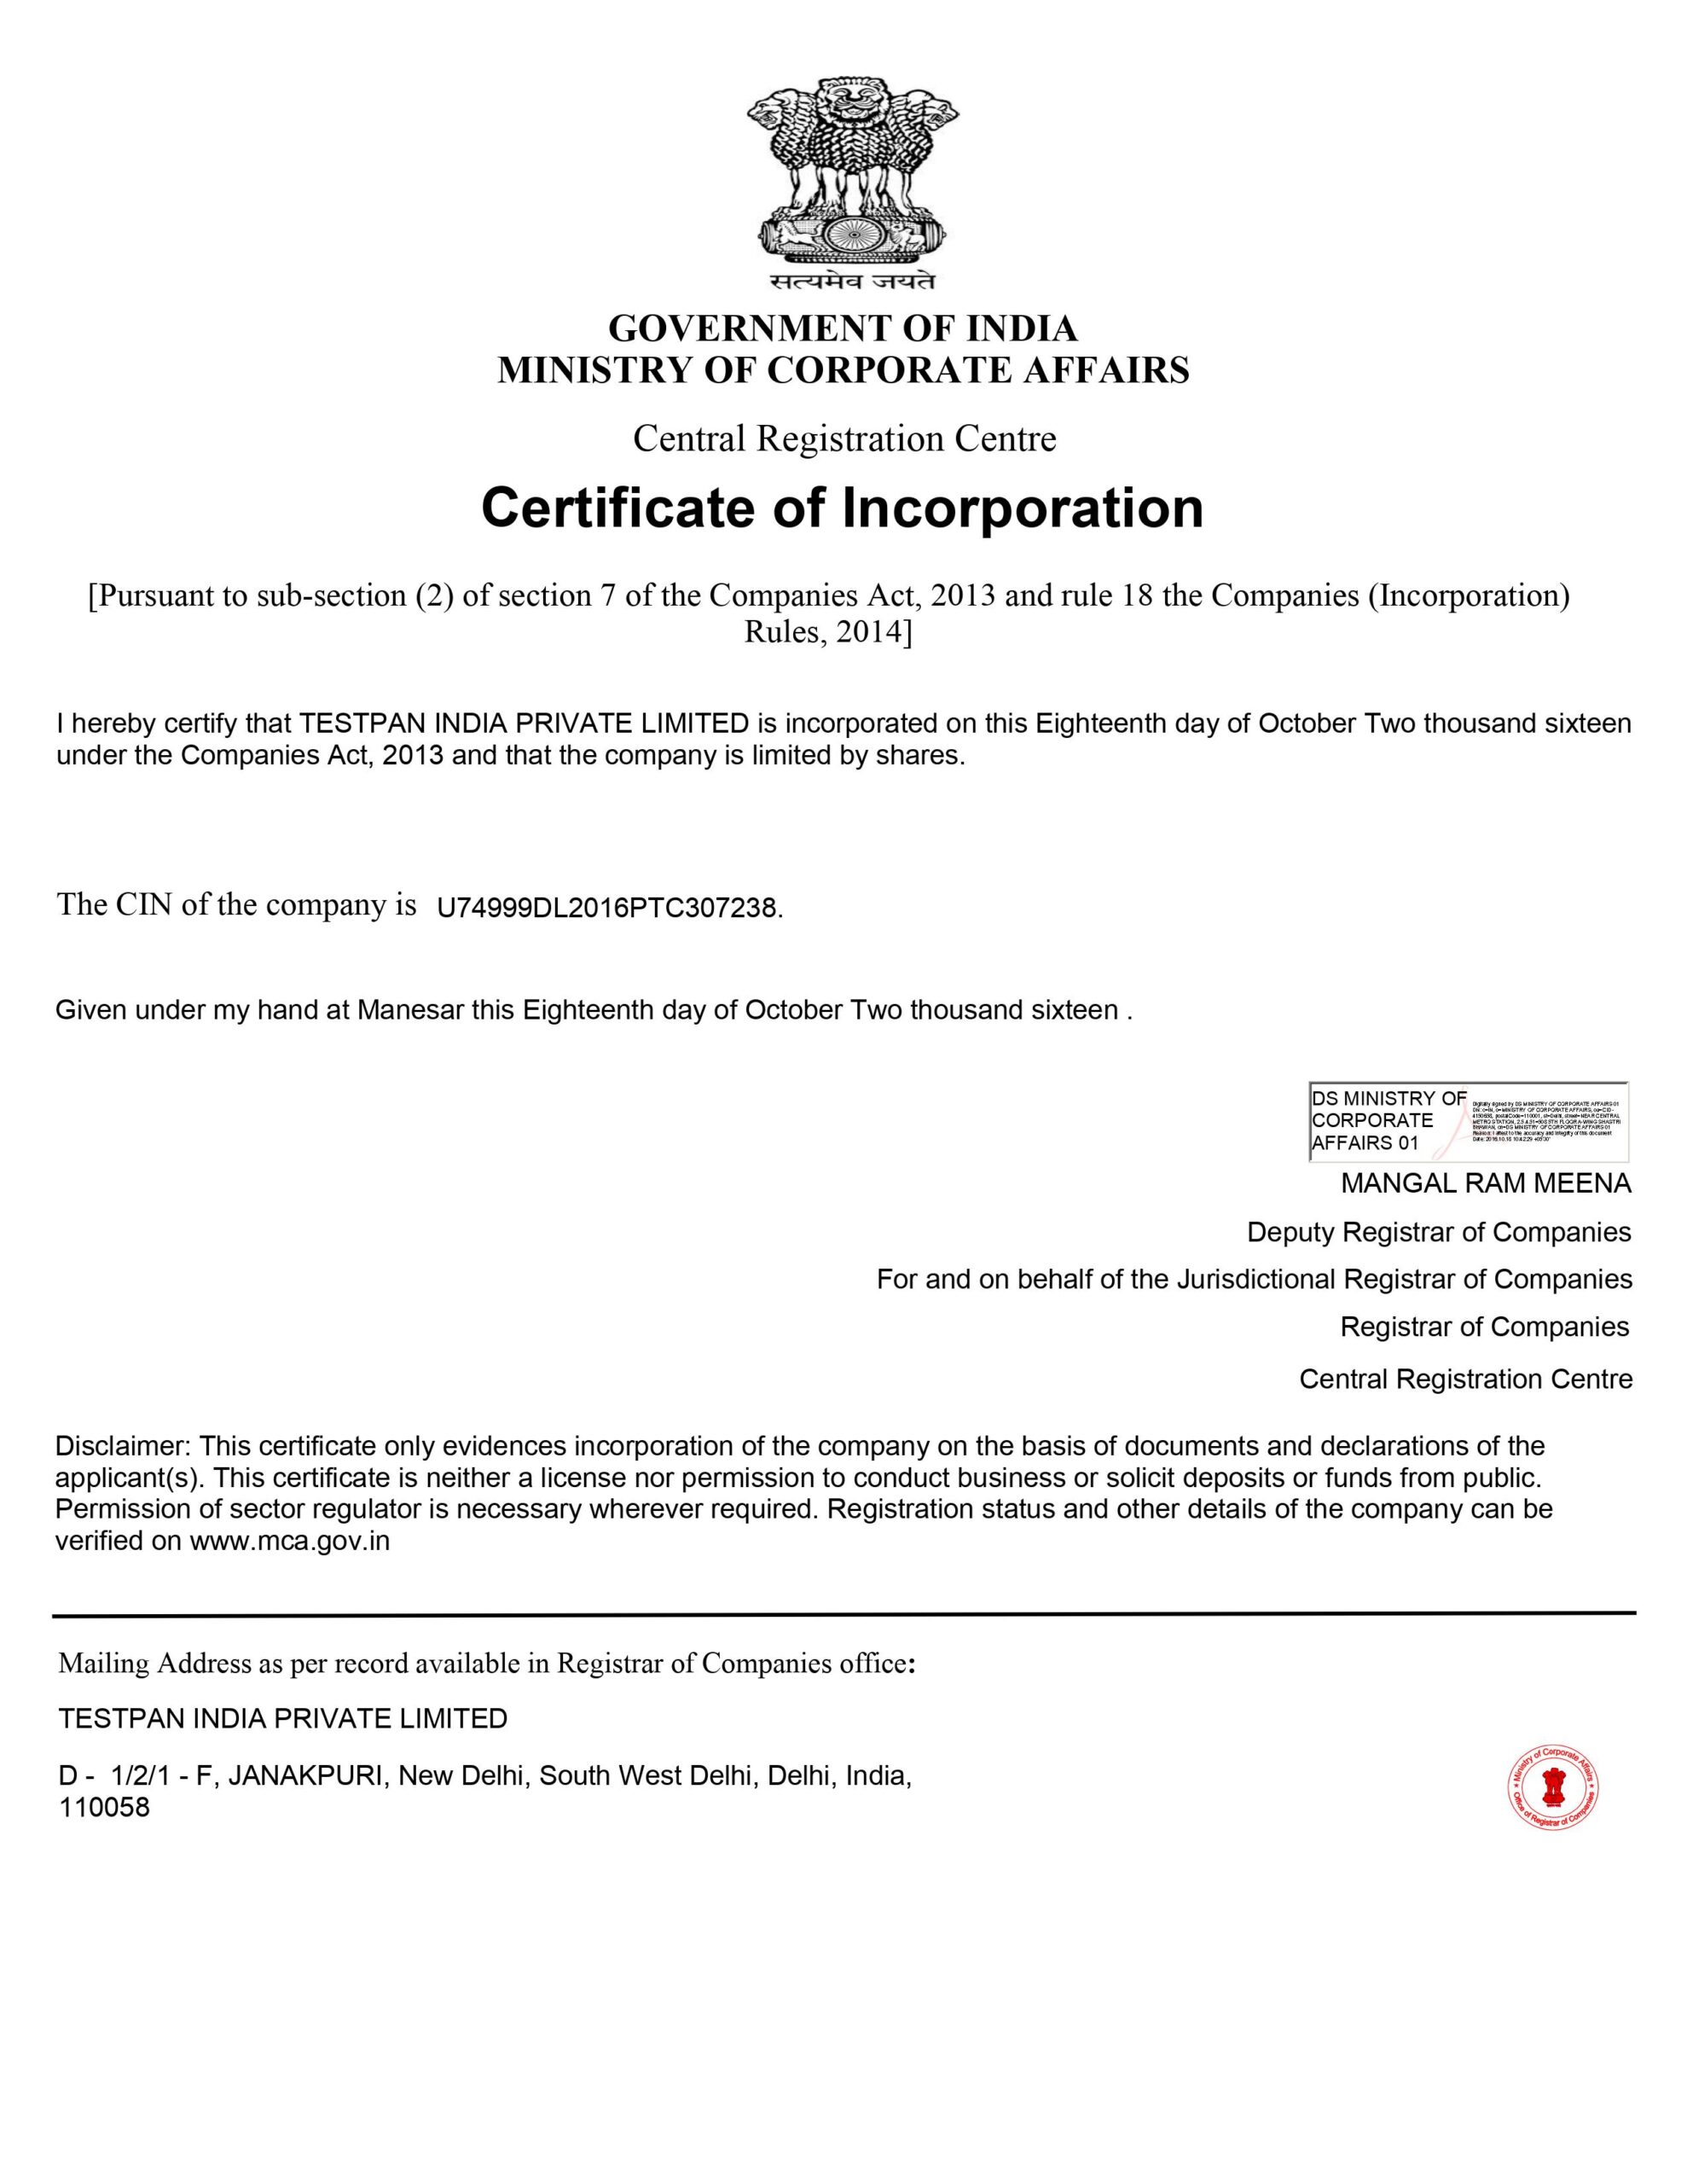 सत्यमेव जयते
GOVERNMENT OF INDIA
MINISTRY OF CORPORATE AFFAIRS
Central Registration Centre
Certificate of Incorporation
[Pursuant to sub-section (2) of section 7 of the Companies Act, 2013 and rule 18 the Companies (Incorporation)
Rules, 2014]
I hereby certify that TESTPAN INDIA PRIVATE LIMITED is incorporated on this Eighteenth day of October Two thousand sixteen
under the Companies Act, 2013 and that the company is limited by shares.
The CIN of the company is U74999DL2016PTC307238.
Given under my hand at Manesar this Eighteenth day of October Two thousand sixteen .
DS MINISTRY OF
CORPORATE
AFFAIRS 01
Digitally signed by DS MINISTRY OF CORPORATE AFFAIRS 01
MANGAL RAM MEENA
Deputy Registrar of Companies
For and on behalf of the Jurisdictional Registrar of Companies
Registrar of Companies
Central Registration Centre
Disclaimer: This certificate only evidences incorporation of the company on the basis of documents and declarations of the
applicant(s). This certificate is neither a license nor permission to conduct business or solicit deposits or funds from public.
Permission of sector regulator is necessary wherever required. Registration status and other details of the company can be
verified on www.mca.gov.in
Mailing Address as per record available in Registrar of Companies office:
TESTPAN INDIA PRIVATE LIMITED
D - 1/2/1 - F, JANAKPURI, New Delhi, South West Delhi, Delhi, India,
110058
Ministry of Corporate Affairs
Office of Registrar of Companies